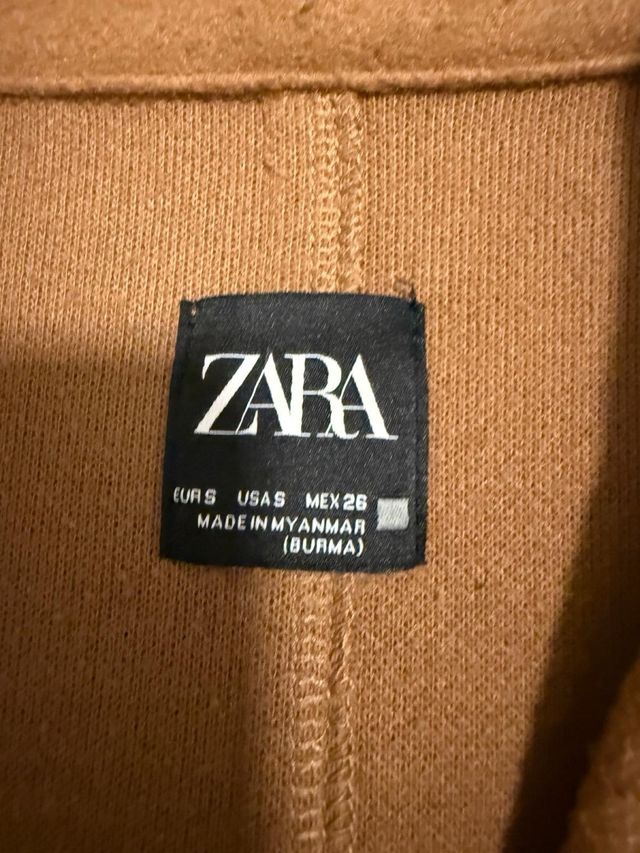 ZARA
EUR S USA S MEX 26
MADE IN MYANMAR
(BURMA)